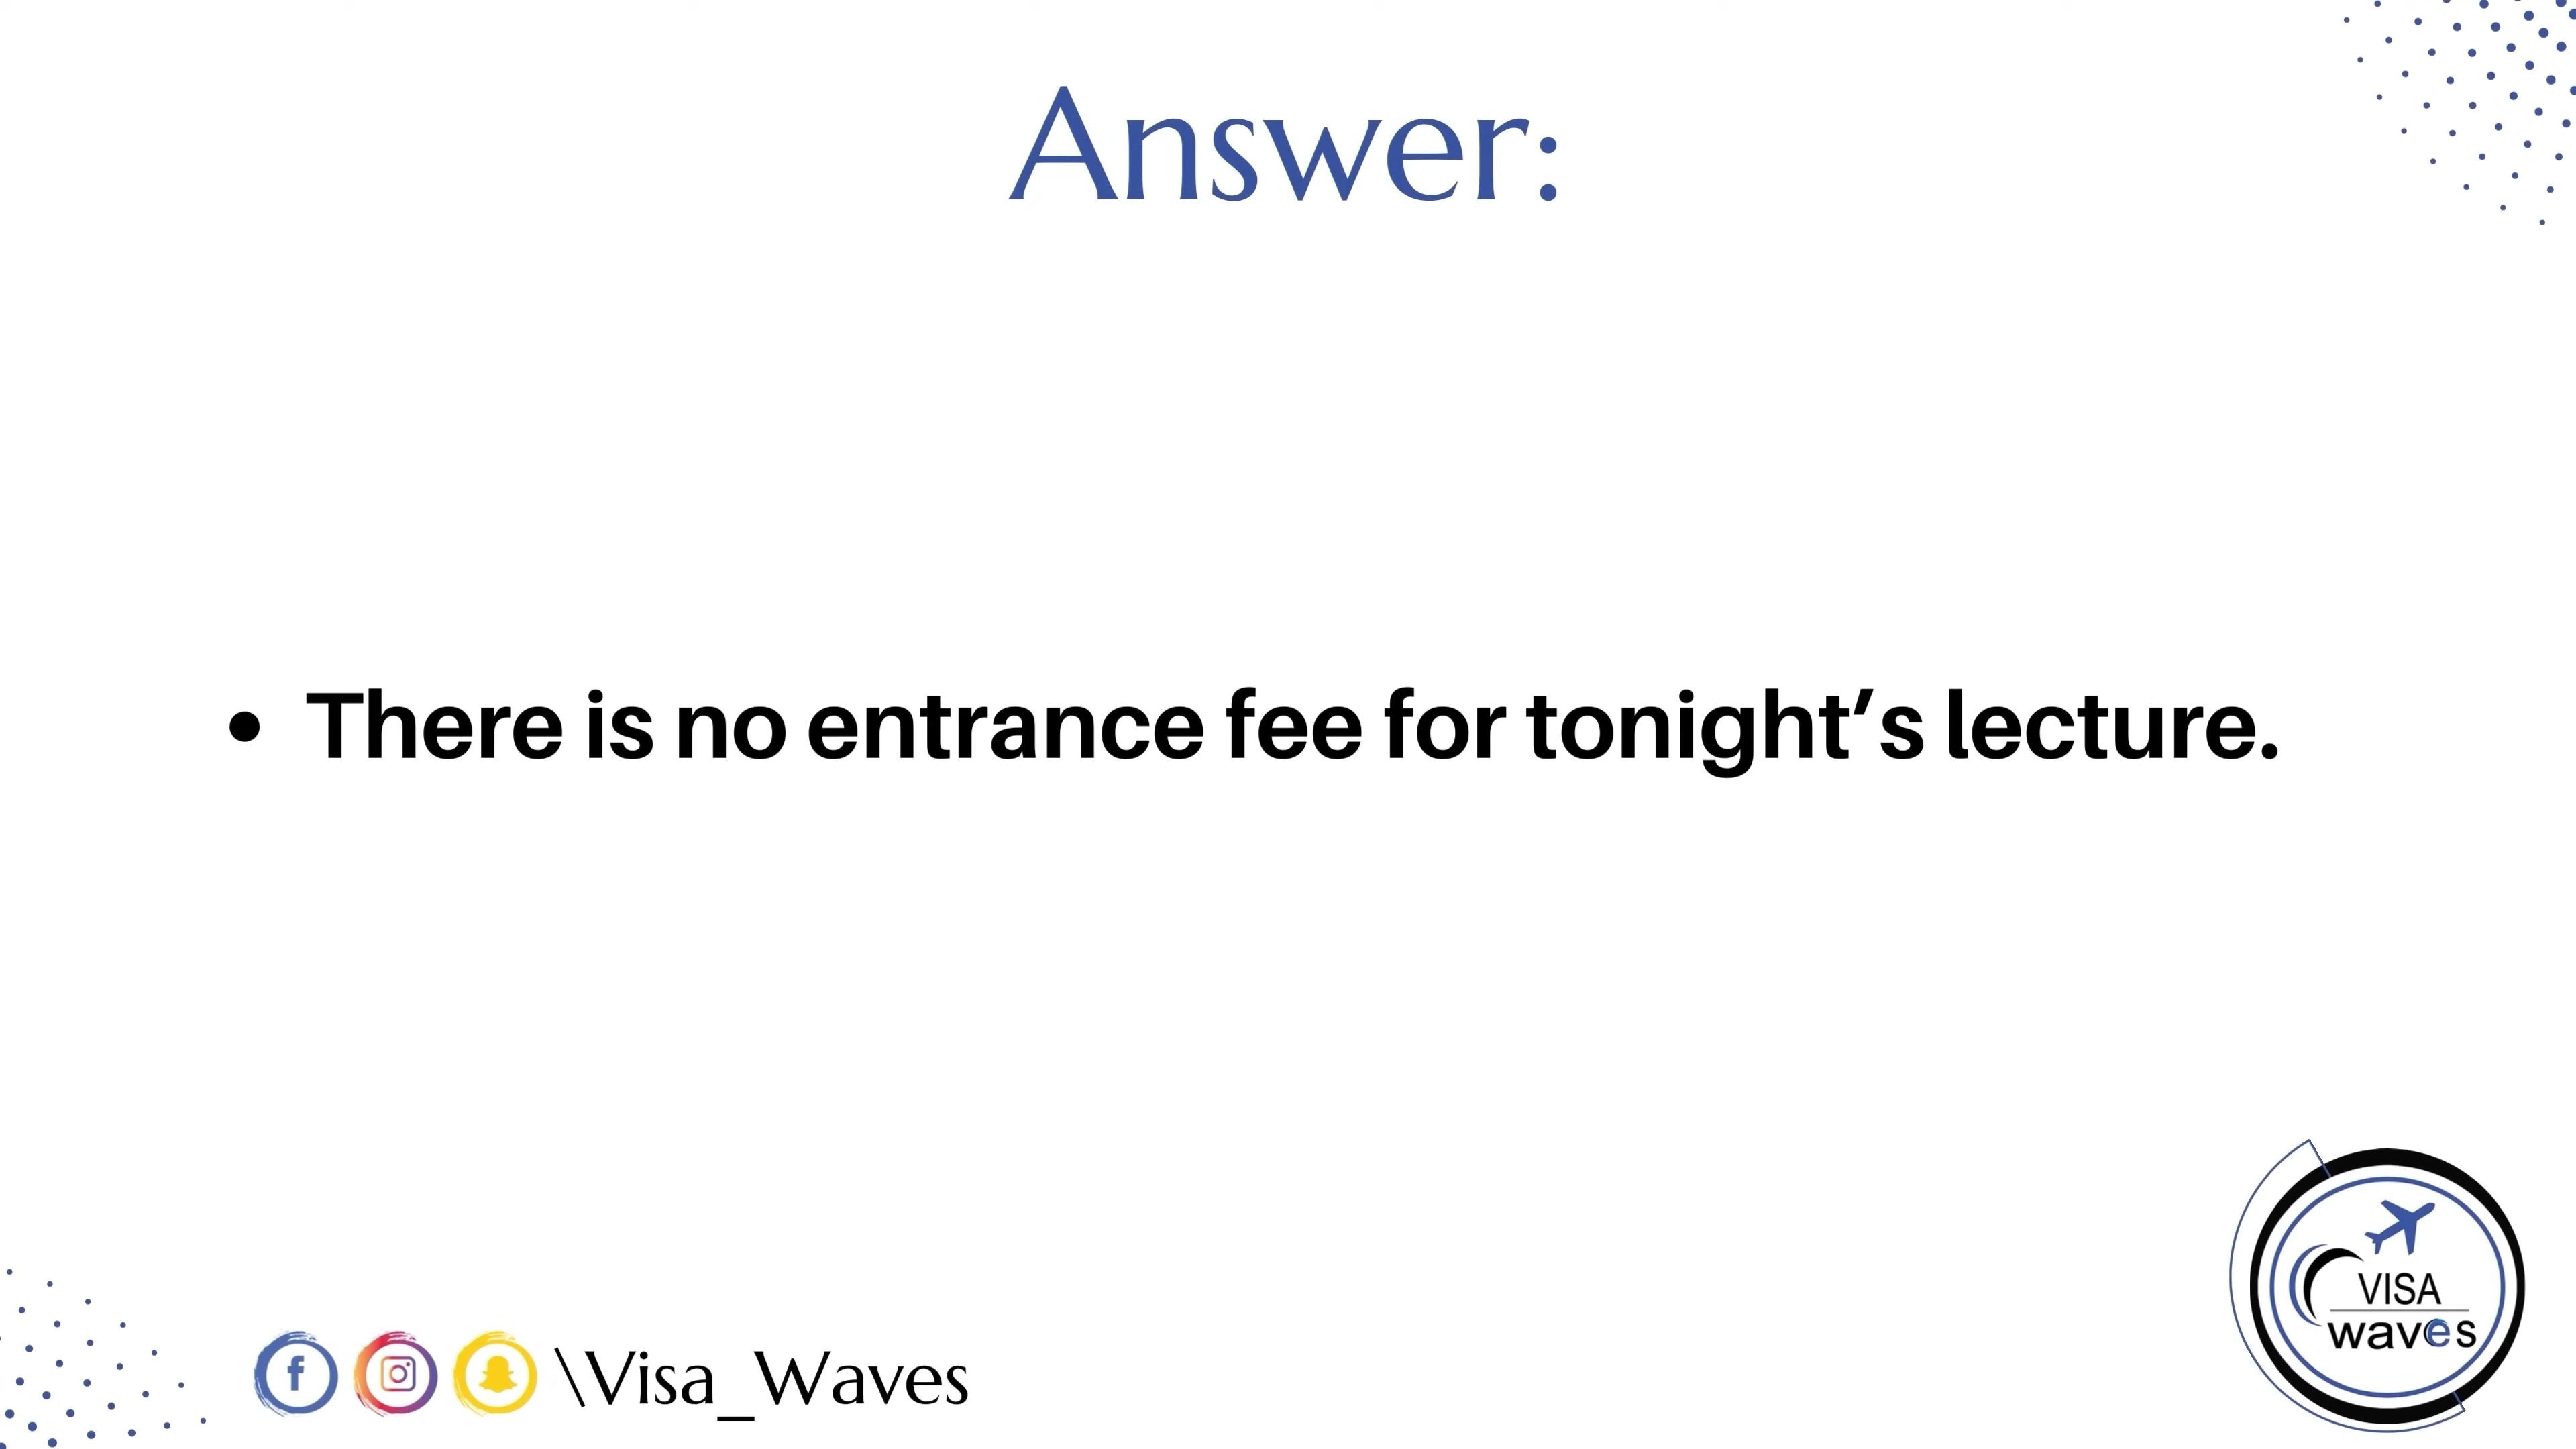 Answer:
• There is no entrance fee for tonight’s lecture.
\Visa_Waves
VISA
waves